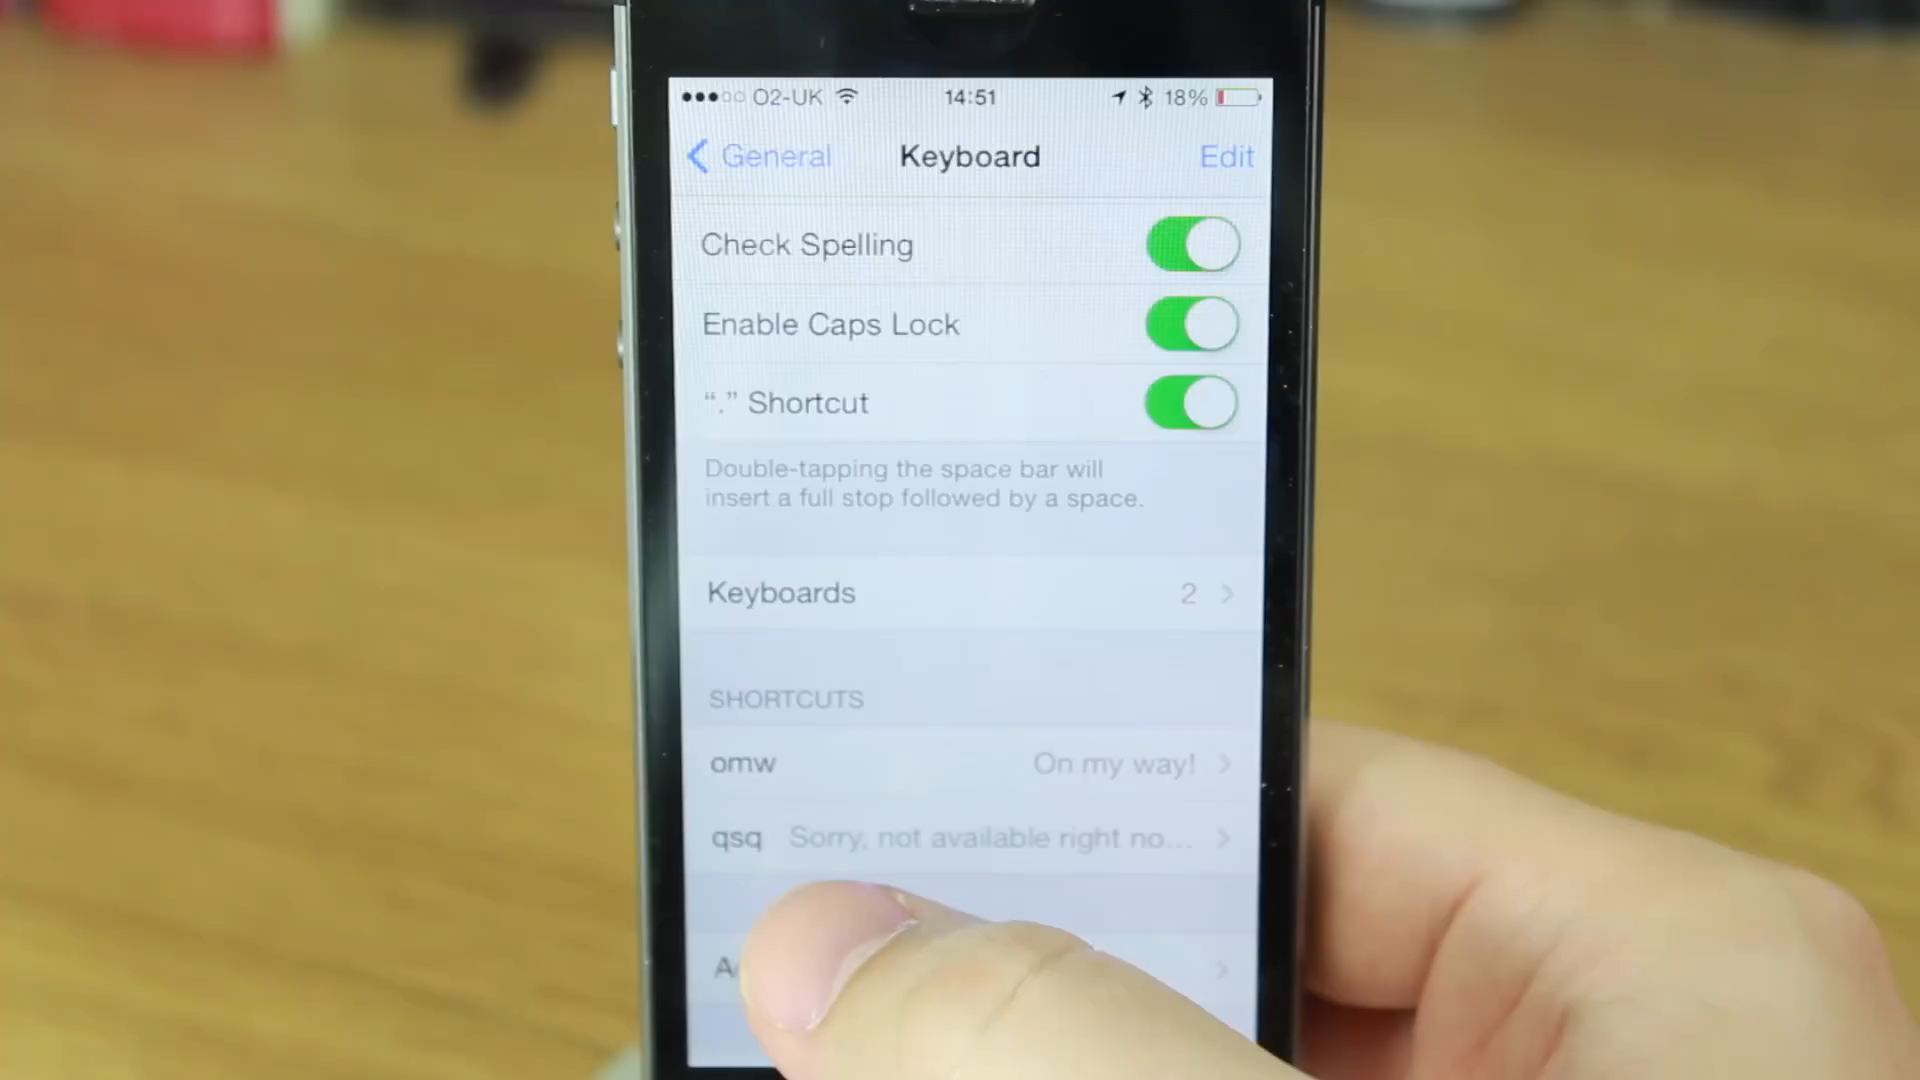 O2-UK 14:51 18%
General Keyboard Edit
Check Spelling
Enable Caps Lock
“.” Shortcut
Double-tapping the space bar will
insert a full stop followed by a space.
Keyboards 2
SHORTCUTS
omw On my way!
qsq Sorry, not available right no...